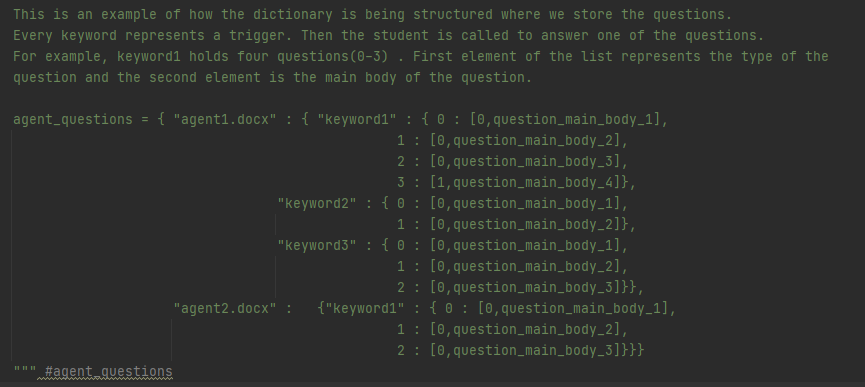 This is an example of how the dictionary is being structured where we store the questions.
Every keyword represents a trigger. Then the student is called to answer one of the questions.
For example, keyword1 holds four questions(0-3) . First element of the list represents the type of the
question and the second element is the main body of the question.
agent_questions = { "agent1.docx" : { "keyword1" : { 0 : [0,question_main_body_1],
1 : [0,question_main_body_2],
2 : [0,question_main_body_3],
3 : [1,question_main_body_4]},
"keyword2" : { 0 : [0,question_main_body_1],
1 : [0,question_main_body_2]},
"keyword3" : { 0 : [0,question_main_body_1],
1 : [0,question_main_body_2],
2 : [0,question_main_body_3]}},
"agent2.docx" :   {"keyword1" : { 0 : [0,question_main_body_1],
1 : [0,question_main_body_2],
2 : [0,question_main_body_3]}}}
""" #agent_questions